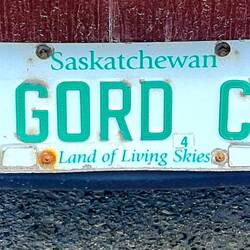 Saskatchewan
GORD C
4
Land of Living Skies